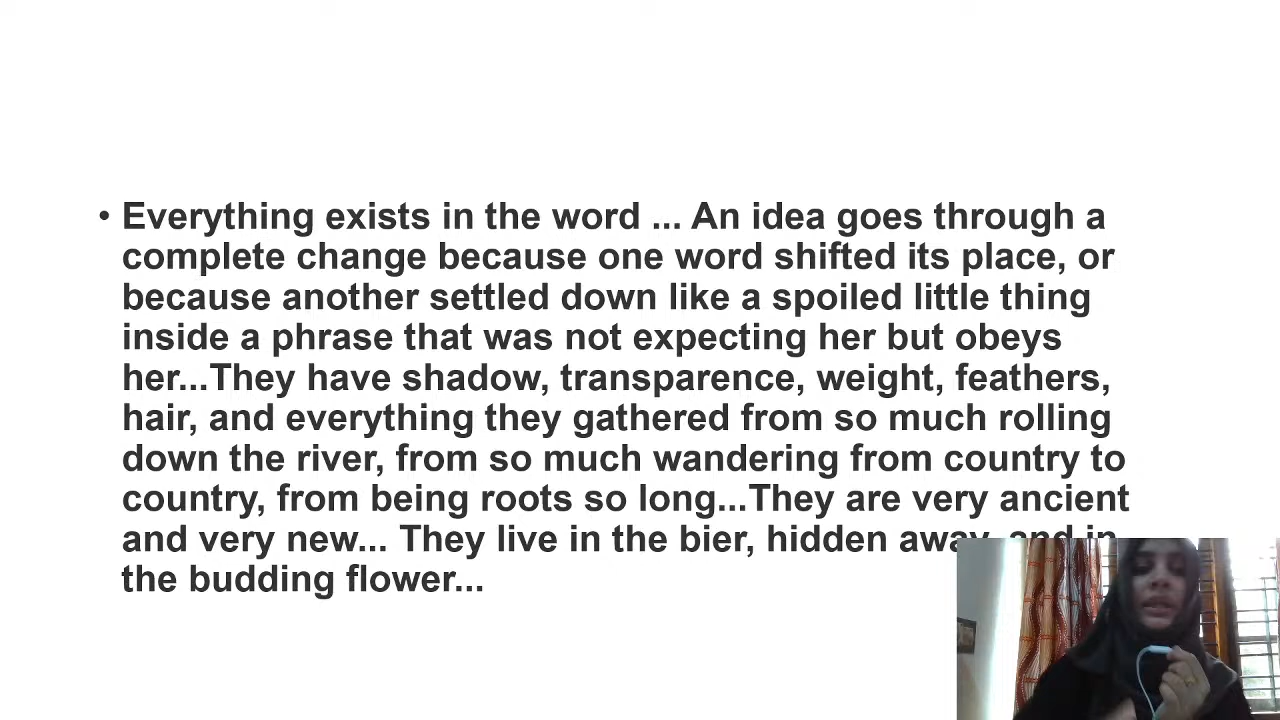 • Everything exists in the word ... An idea goes through a
complete change because one word shifted its place, or
because another settled down like a spoiled little thing
inside a phrase that was not expecting her but obeys
her...They have shadow, transparence, weight, feathers,
hair, and everything they gathered from so much rolling
down the river, from so much wandering from country to
country, from being roots so long...They are very ancient
and very new... They live in the bier, hidden away, and in
the budding flower...